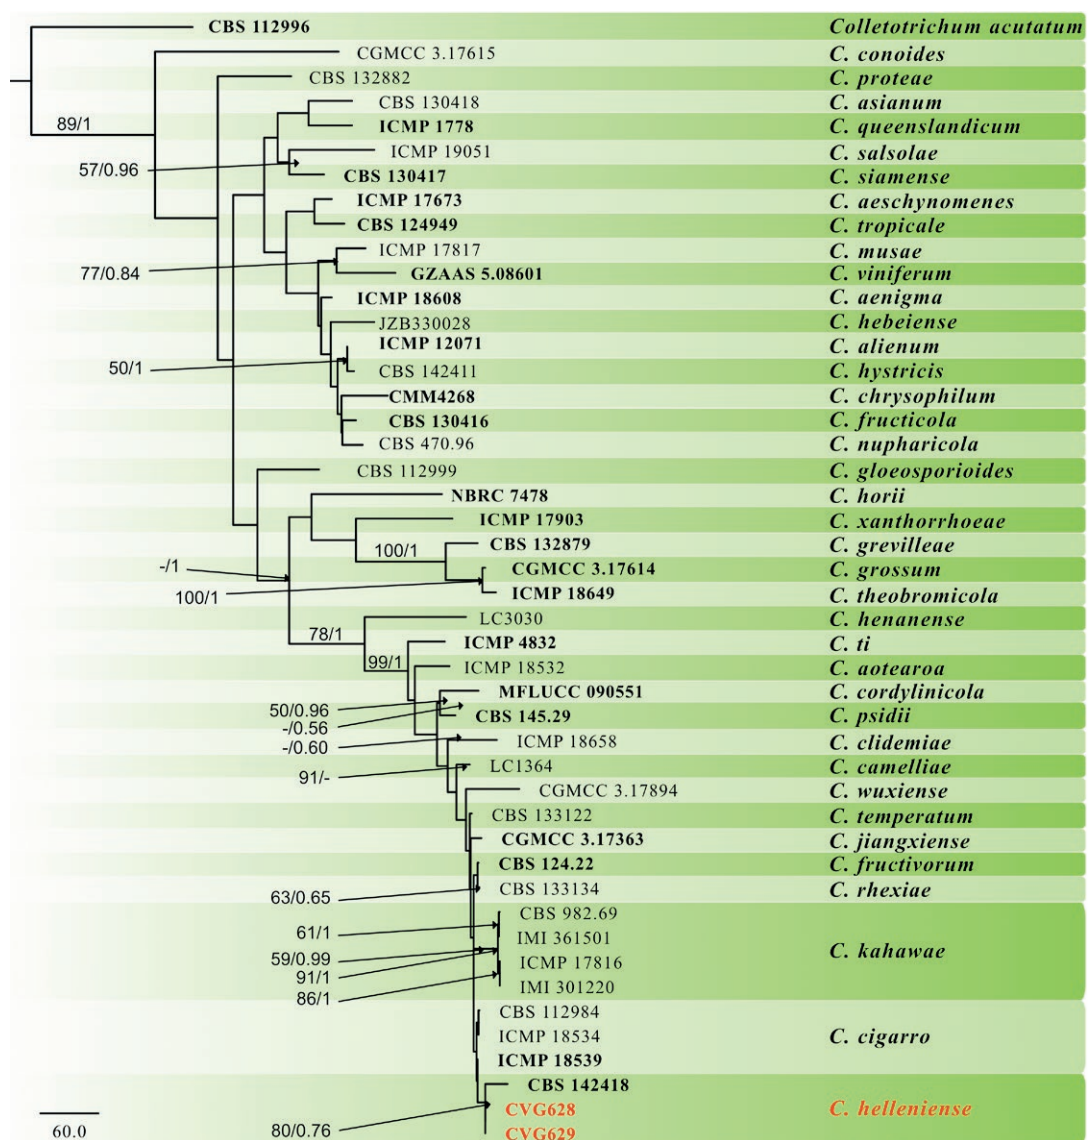 CBS 112996 Colletotrichum acutatum
CGMCC 3.17615 C. conoides
CBS 132882 C. proteae
CBS 130418 C. asianum
89/1
ICMP 1778 C. queenslandicum
ICMP 19051 C. salsolae
57/0.96
CBS 130417 C. siamense
ICMP 17673 C. aeschynomenes
CBS 124949 C. tropicale
ICMP 17817 C. musae
77/0.84
GZAAS 5.08601 C. viniferum
ICMP 18608 C. aenigma
JZB330028 C. hebeiense
ICMP 12071 C. alienum
50/1
CBS 142411 C. hystricis
CMM4268 C. chrysophilum
CBS 130416 C. fructicola
CBS 470.96 C. nupharicola
CBS 112999 C. gloeosporioides
NBRC 7478 C. horii
ICMP 17903 C. xanthorrhoeae
100/1 CBS 132879 C. grevilleae
-/1
CGMCC 3.17614 C. grossum
100/1 ICMP 18649 C. theobromicola
LC3030 C. henanense
78/1
ICMP 4832 C. ti
99/1 ICMP 18532 C. aotearoa
MFLUCC 090551 C. cordylinicola
50/0.96 CBS 145.29 C. psidii
-/0.56
-/0.60 ICMP 18658 C. clidemiae
91/- LC1364 C. camelliae
CGMCC 3.17894 C. wuxiense
CBS 133122 C. temperatum
CGMCC 3.17363 C. jiangxiense
CBS 124.22 C. fructivorum
63/0.65 CBS 133134 C. rhexiae
CBS 982.69
61/1
IMI 361501
C. kahawae
59/0.99 ICMP 17816
91/1
86/1 IMI 301220
CBS 112984
ICMP 18534 C. cigarro
ICMP 18539
CBS 142418
CVG628 C. helleniense
60.0 80/0.76 CVG629